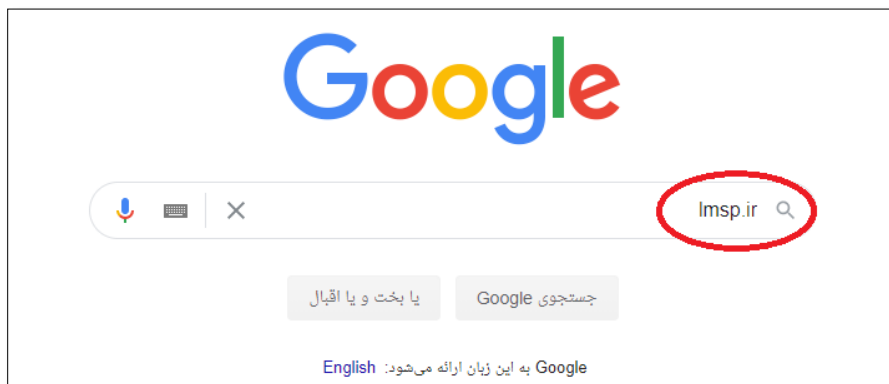 Google
lmsp.ir
جستجوی Google
یا بخت و یا اقبال
Google به این زبان ارائه می‌شود: English